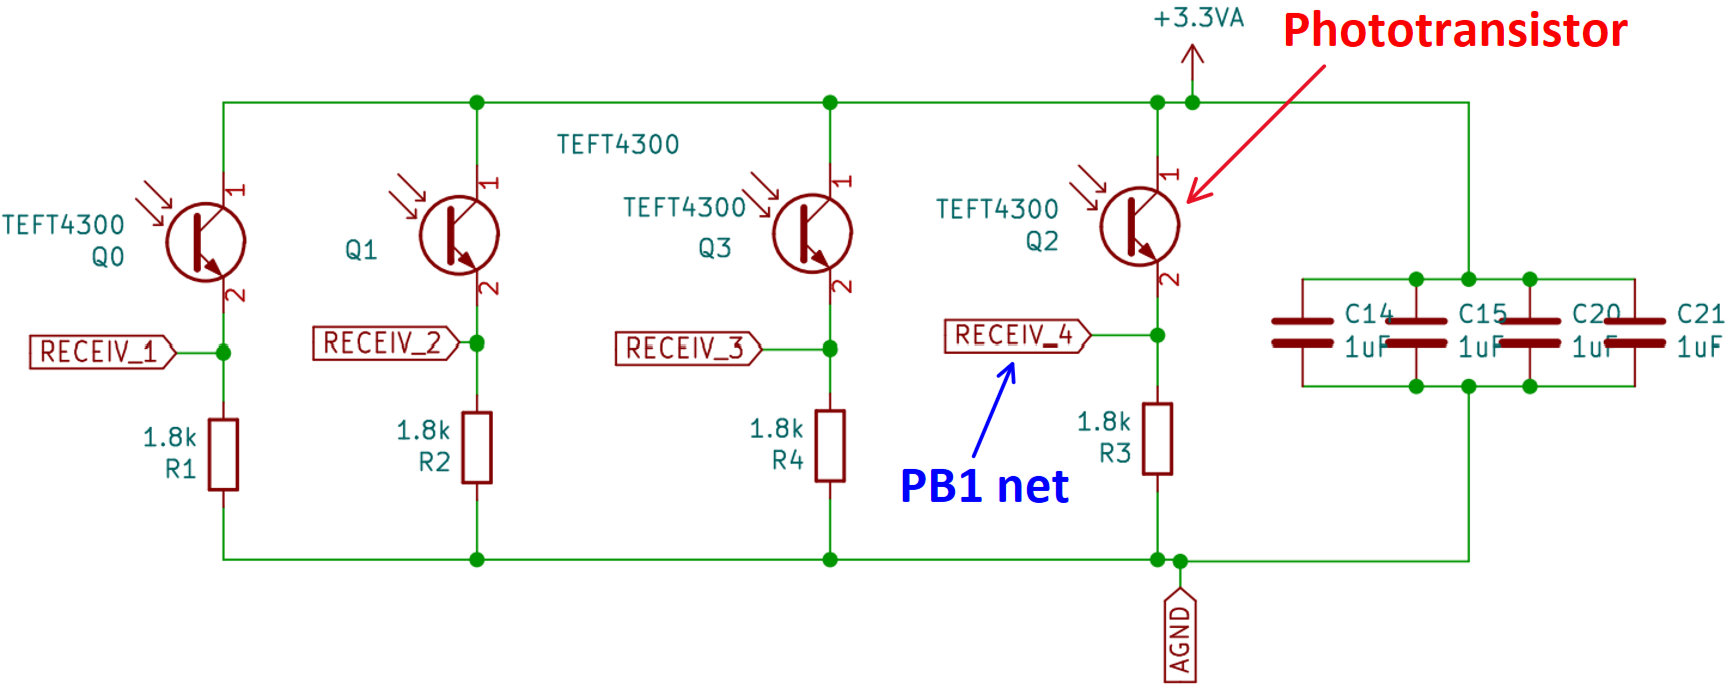 +3.3VA
Phototransistor
TEFT4300
1
1
1
1
TEFT4300
Q0
Q1
TEFT4300
Q3
TEFT4300
Q2
2
2
2
2
RECEIV_1
RECEIV_2
RECEIV_3
RECEIV_4
C14
1uF
C15
1uF
C20
1uF
C21
1uF
1.8k
R1
1.8k
R2
1.8k
R4
1.8k
R3
PB1 net
AGND